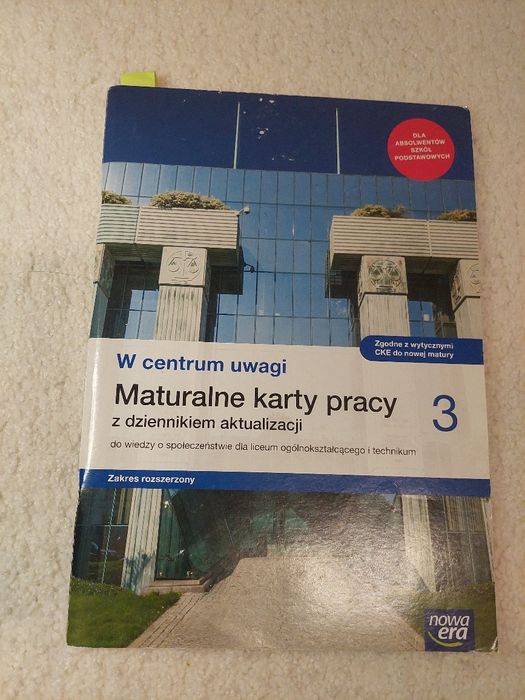 DLA
ABSOLWENTÓW
SZKÓŁ
PODSTAWOWYCH
Zgodne z wytycznymi
CKE do nowej matury
W centrum uwagi
Maturalne karty pracy 3
z dziennikiem aktualizacji
do wiedzy o społeczeństwie dla liceum ogólnokształcącego i technikum
Zakres rozszerzony
nowa
era